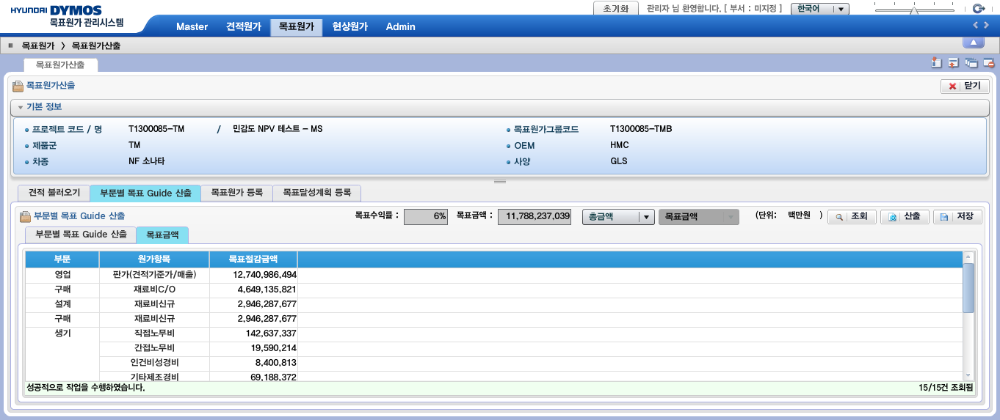 HYUNDAI DYMOS
목표원가 관리시스템
초기화 관리자 님 환영합니다. [ 부서 : 미지정 ] 한국어
Master 견적원가 목표원가 현상원가 Admin
목표원가 > 목표원가산출
목표원가산출
목표원가산출 닫기
기본 정보
프로젝트 코드 / 명 T1300085-TM / 민감도 NPV 테스트 - MS 목표원가그룹코드 T1300085-TMB
제품군 TM OEM HMC
차종 NF 소나타 사양 GLS
견적 불러오기 부문별 목표 Guide 산출 목표원가 등록 목표달성계획 등록
부문별 목표 Guide 산출 목표수익률 : 6% 목표금액 : 11,788,237,039 총금액 목표금액 (단위: 백만원 ) 조회 산출 저장
부문별 목표 Guide 산출 목표금액
부문 원가항목 목표절감금액
영업 판가(견적기준가/매출) 12,740,986,494
구매 재료비C/O 4,649,135,821
설계 재료비신규 2,946,287,677
구매 재료비신규 2,946,287,677
생기 직접노무비 142,637,337
간접노무비 19,590,214
인건비성경비 8,400,813
기타제조경비 69,188,372
성공적으로 작업을 수행하였습니다. 15/15건 조회됨